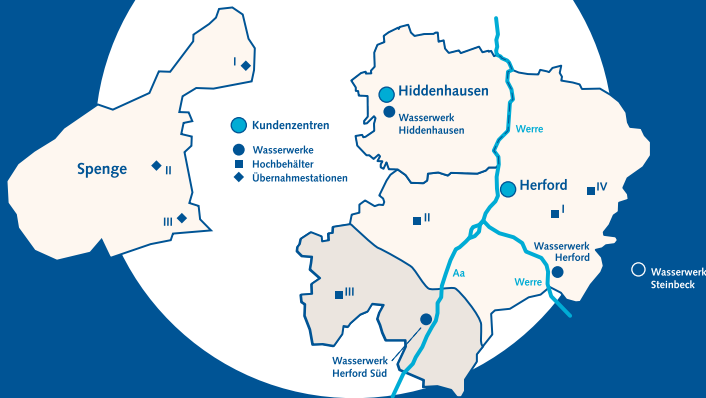 I
Hiddenhausen
Wasserwerk
Hiddenhausen
Kundenzentren
Werre
Wasserwerke
Hochbehälter
Übernahmestationen
Spenge
II
III
Herford
IV
I
II
Wasserwerk
Herford
Aa
Werre
Wasserwerk
Steinbeck
III
Wasserwerk
Herford Süd